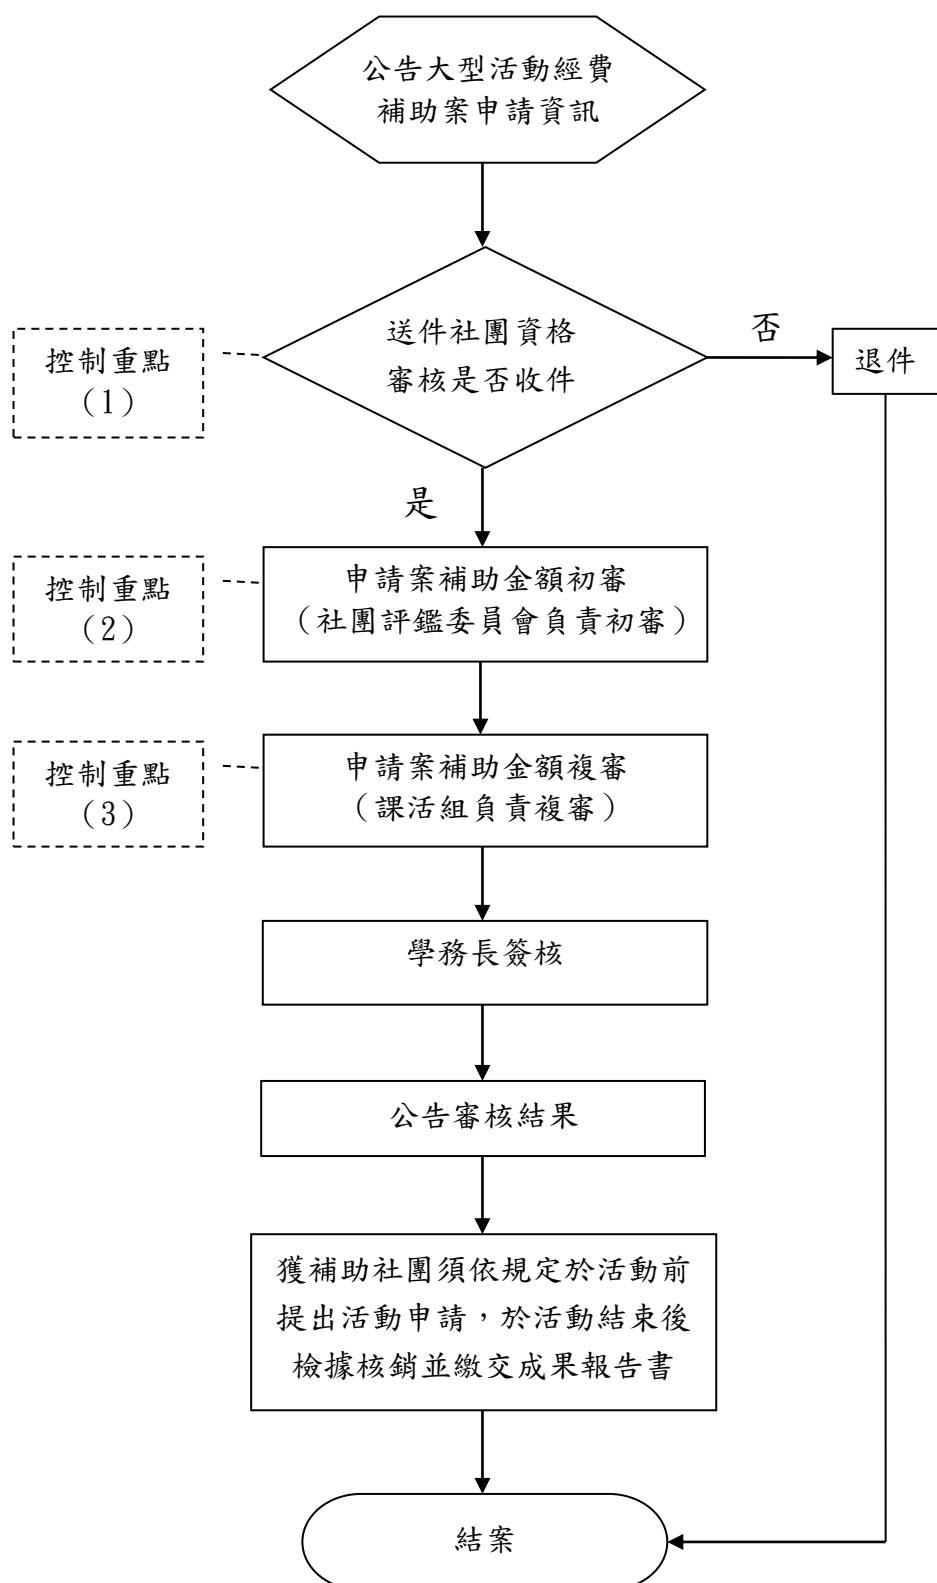 公告大型活動經費
補助案申請資訊
送件社團資格
審核是否收件
否
退件
控制重點
（1）
是
申請案補助金額初審
（社團評鑑委員會負責初審）
控制重點
（2）
申請案補助金額複審
（課活組負責複審）
控制重點
（3）
學務長簽核
公告審核結果
獲補助社團須依規定於活動前
提出活動申請，於活動結束後
檢據核銷並繳交成果報告書
結案